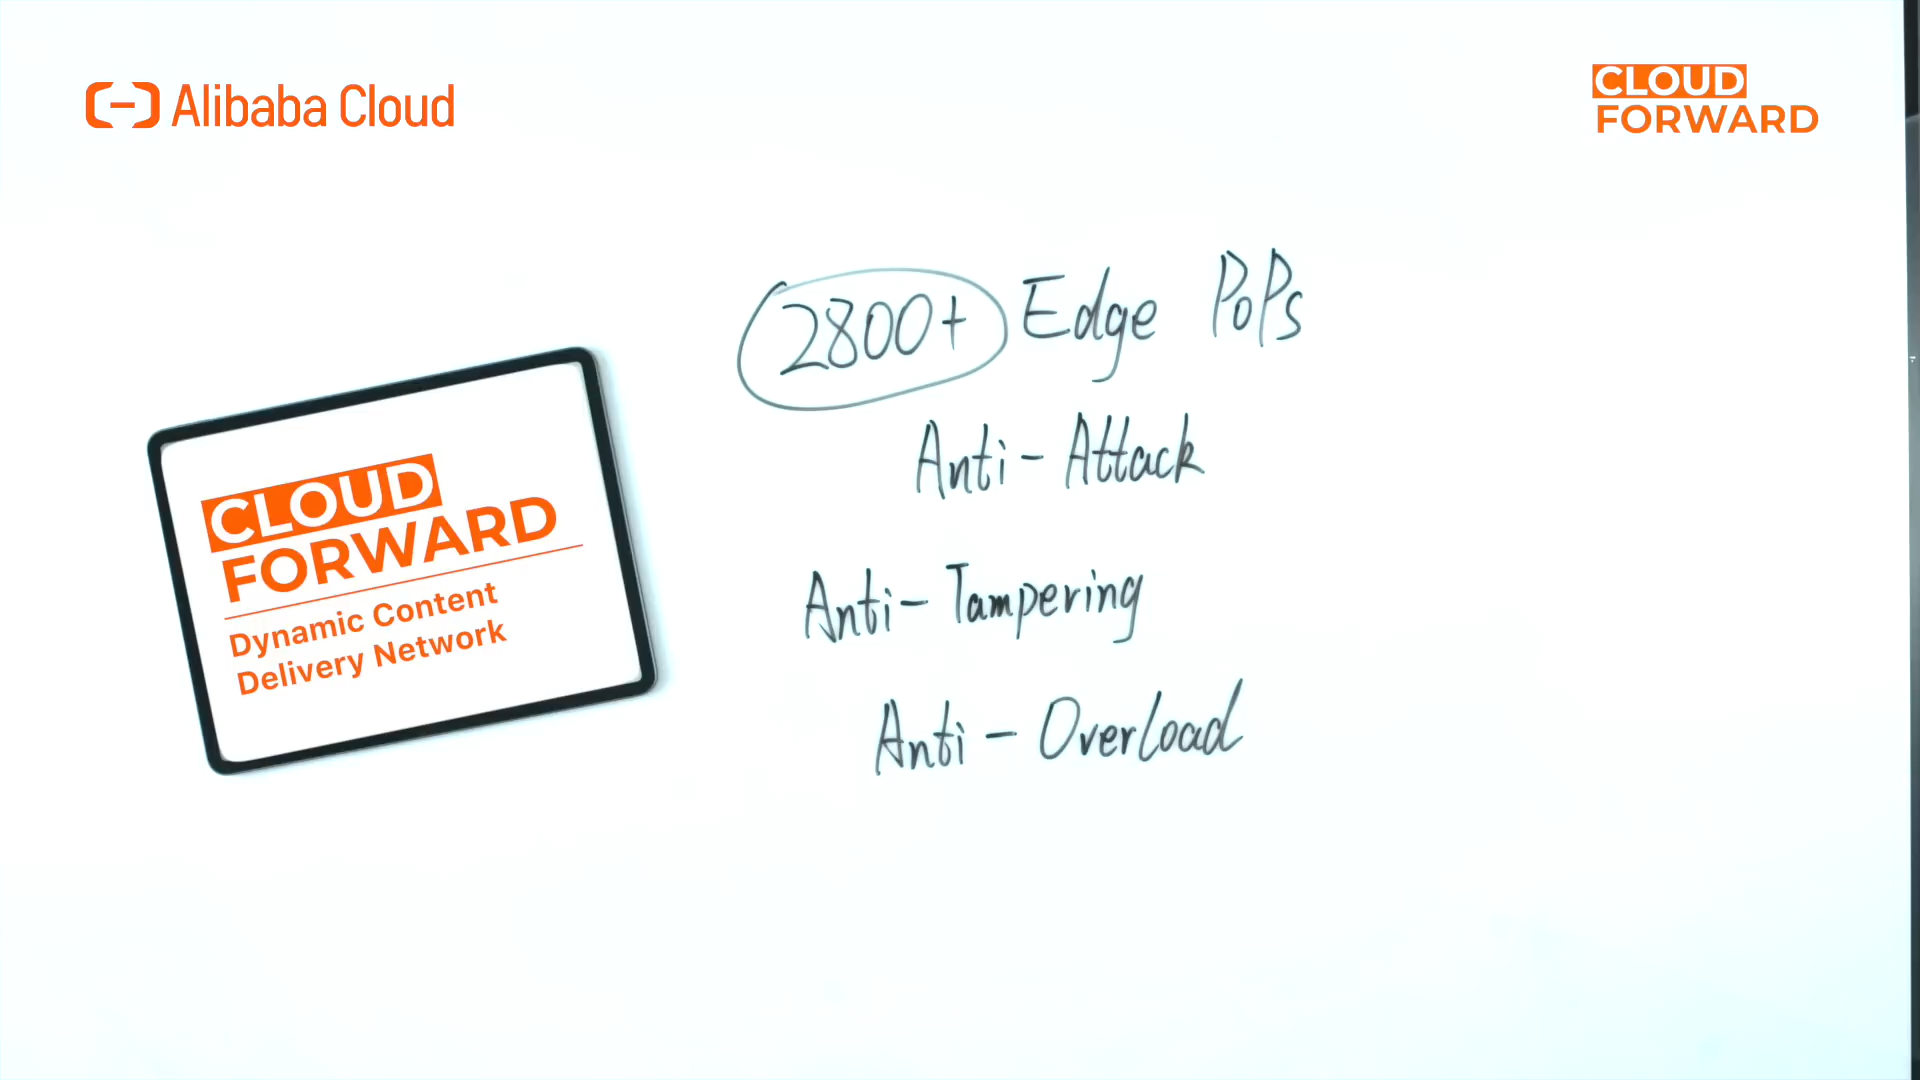 Alibaba Cloud
CLOUD
FORWARD
2800+ Edge PoPs
Anti-Attack
Anti-Tampering
Anti-Overload
CLOUD
FORWARD
Dynamic Content
Delivery Network